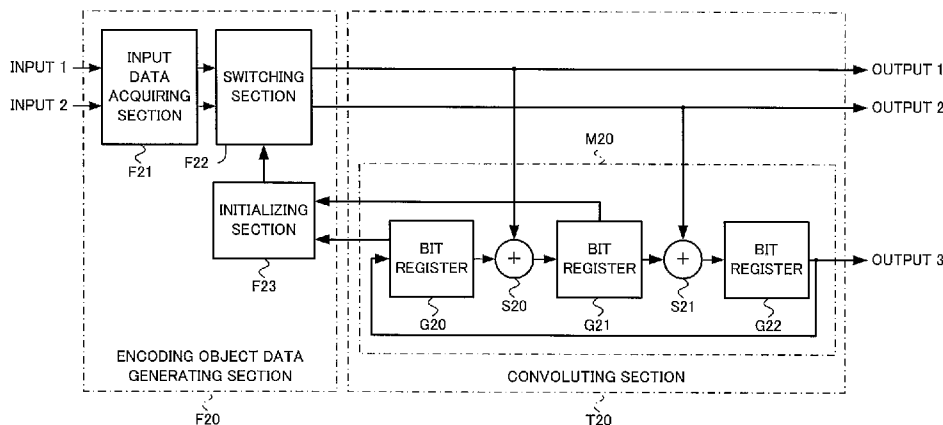 INPUT 1
INPUT 2
INPUT
DATA
ACQUIRING
SECTION
F21
SWITCHING
SECTION
F22
INITIALIZING
SECTION
F23
ENCODING OBJECT DATA
GENERATING SECTION
F20
OUTPUT 1
OUTPUT 2
M20
BIT
REGISTER
G20
+
S20
BIT
REGISTER
G21
+
S21
BIT
REGISTER
G22
OUTPUT 3
CONVOLUTING SECTION
T20